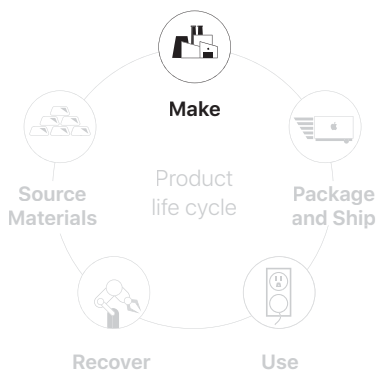 Make
Source
Materials
Product
life cycle
Package
and Ship
Recover
Use